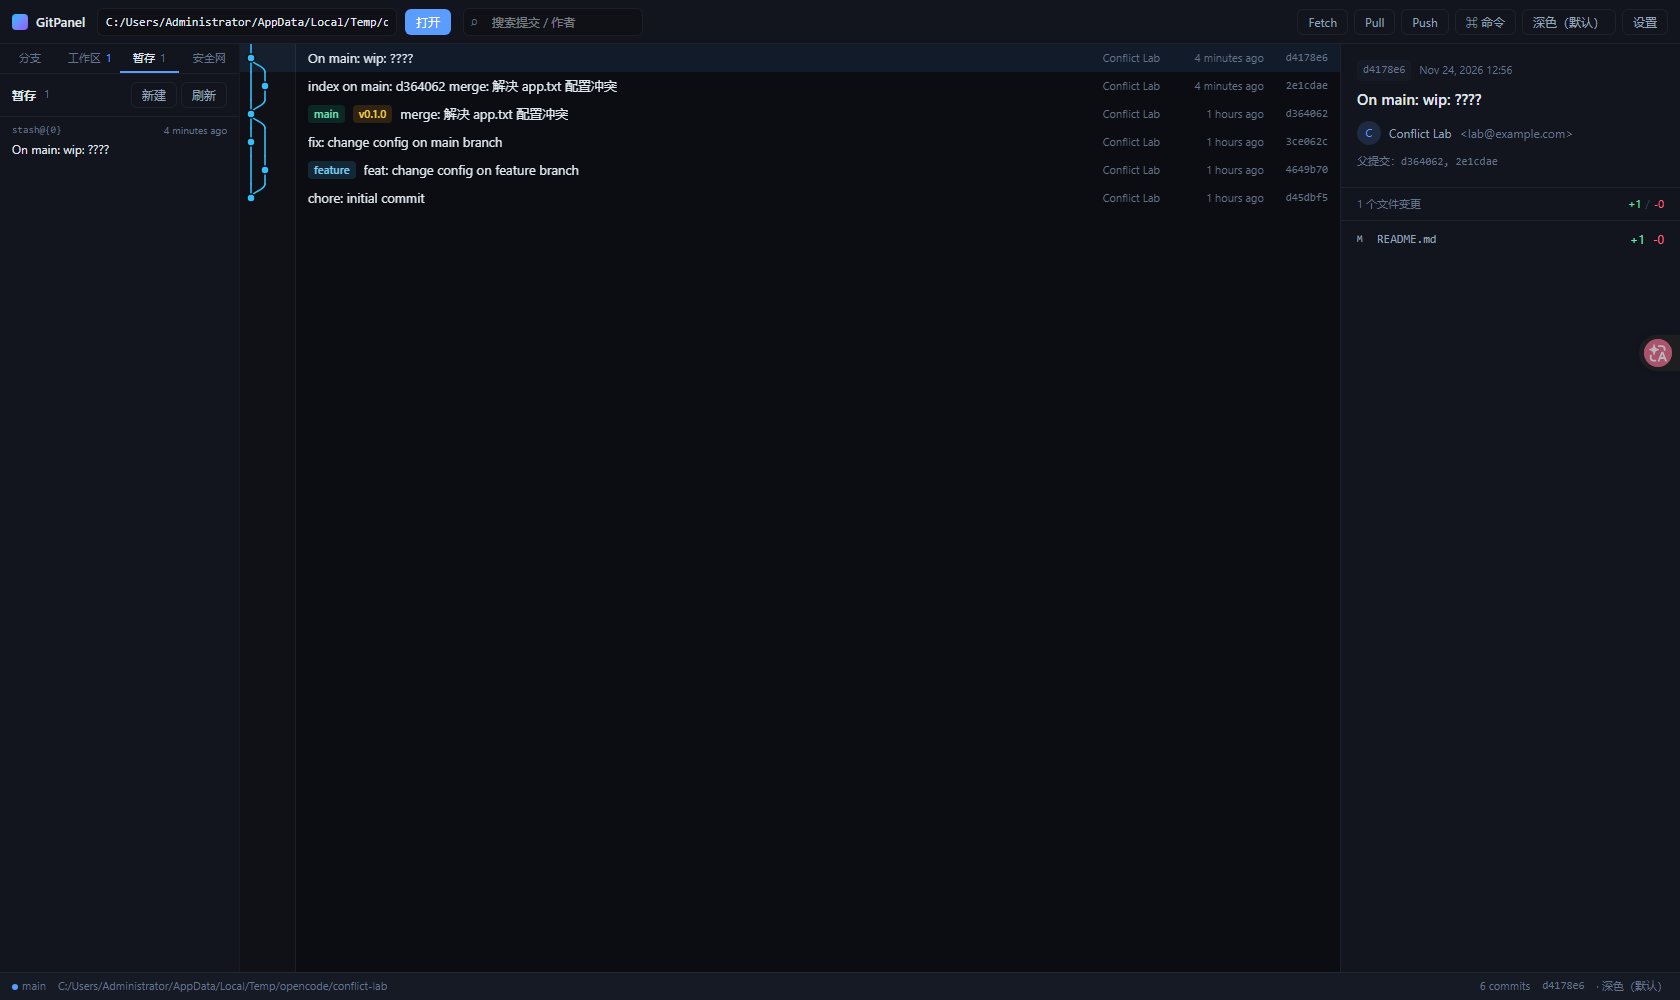 GitPanel C:/Users/Administrator/AppData/Local/Temp/c 打开 搜索提交 / 作者 Fetch Pull Push ⌘ 命令 深色（默认） 设置
分支 工作区 1 暂存 1 安全网
暂存 1 新建 刷新
stash@{0} 4 minutes ago
On main: wip: ????
On main: wip: ???? Conflict Lab 4 minutes ago d4178e6
index on main: d364062 merge: 解决 app.txt 配置冲突 Conflict Lab 4 minutes ago 2e1cdae
main v0.1.0 merge: 解决 app.txt 配置冲突 Conflict Lab 1 hours ago d364062
fix: change config on main branch Conflict Lab 1 hours ago 3ce062c
feature feat: change config on feature branch Conflict Lab 1 hours ago 4649b70
chore: initial commit Conflict Lab 1 hours ago d45dbf5
d4178e6 Nov 24, 2026 12:56
On main: wip: ????
C Conflict Lab <lab@example.com>
父提交: d364062, 2e1cdae
1 个文件变更 +1 / -0
M README.md +1 -0
main C:/Users/Administrator/AppData/Local/Temp/opencode/conflict-lab 6 commits d4178e6 · 深色（默认）